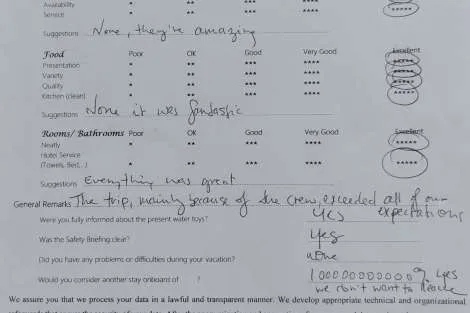 Availability * ** *****
Service * ** *****
Suggestions None, they're amazing
Food Poor OK Good Very Good Excellent
Presentation * ** *** **** *****
Variety * ** *** **** *****
Quality * ** *** **** *****
Kitchen (clean) * ** *** **** *****
Suggestions None it was fantastic
Rooms/ Bathrooms Poor OK Good Very Good Excellent
Neatly * ** *** **** *****
Hotel Service
(Towels, Bed,..) * ** *** **** *****
Suggestions Everything was great
General Remarks The trip, mainly because of the crew, exceeded all of our
expectations
Were you fully informed about the present water toys? yes
Was the Safety Briefing clear? yes
Did you have any problems or difficulties during your vacation? none
Would you consider another stay onboard of ? 100000000000% yes
we don't want to leave
We assure you that we process your data in a lawful and transparent manner. We develop appropriate technical and organizational